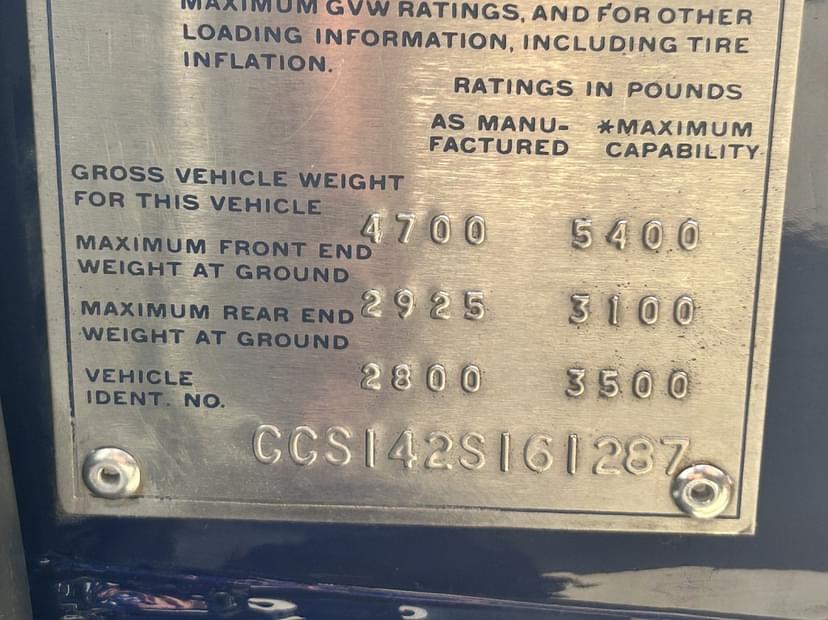 MAXIMUM GVW RATINGS, AND FOR OTHER
LOADING INFORMATION, INCLUDING TIRE
INFLATION.
RATINGS IN POUNDS
AS MANU- *MAXIMUM
FACTURED CAPABILITY
GROSS VEHICLE WEIGHT
FOR THIS VEHICLE
4700 5400
MAXIMUM FRONT END
WEIGHT AT GROUND
2925 3100
MAXIMUM REAR END
WEIGHT AT GROUND
2800 3500
VEHICLE
IDENT. NO.
CCS142S161287